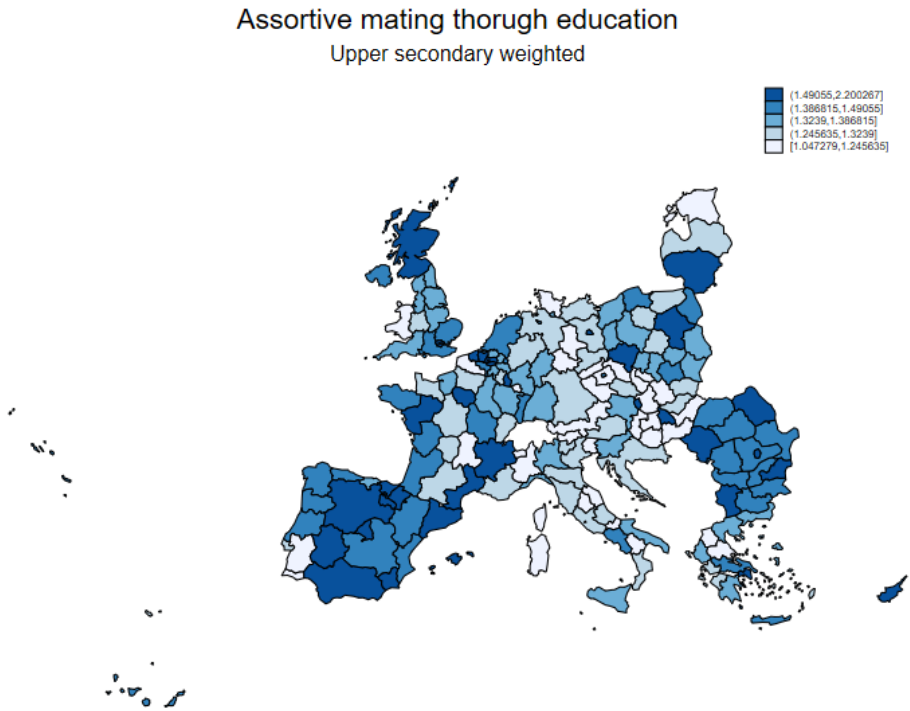 Assortive mating thorugh education
Upper secondary weighted
(1.49055,2.200267]
(1.386815,1.49055]
(1.3239,1.386815]
(1.245635,1.3239]
[1.047279,1.245635]